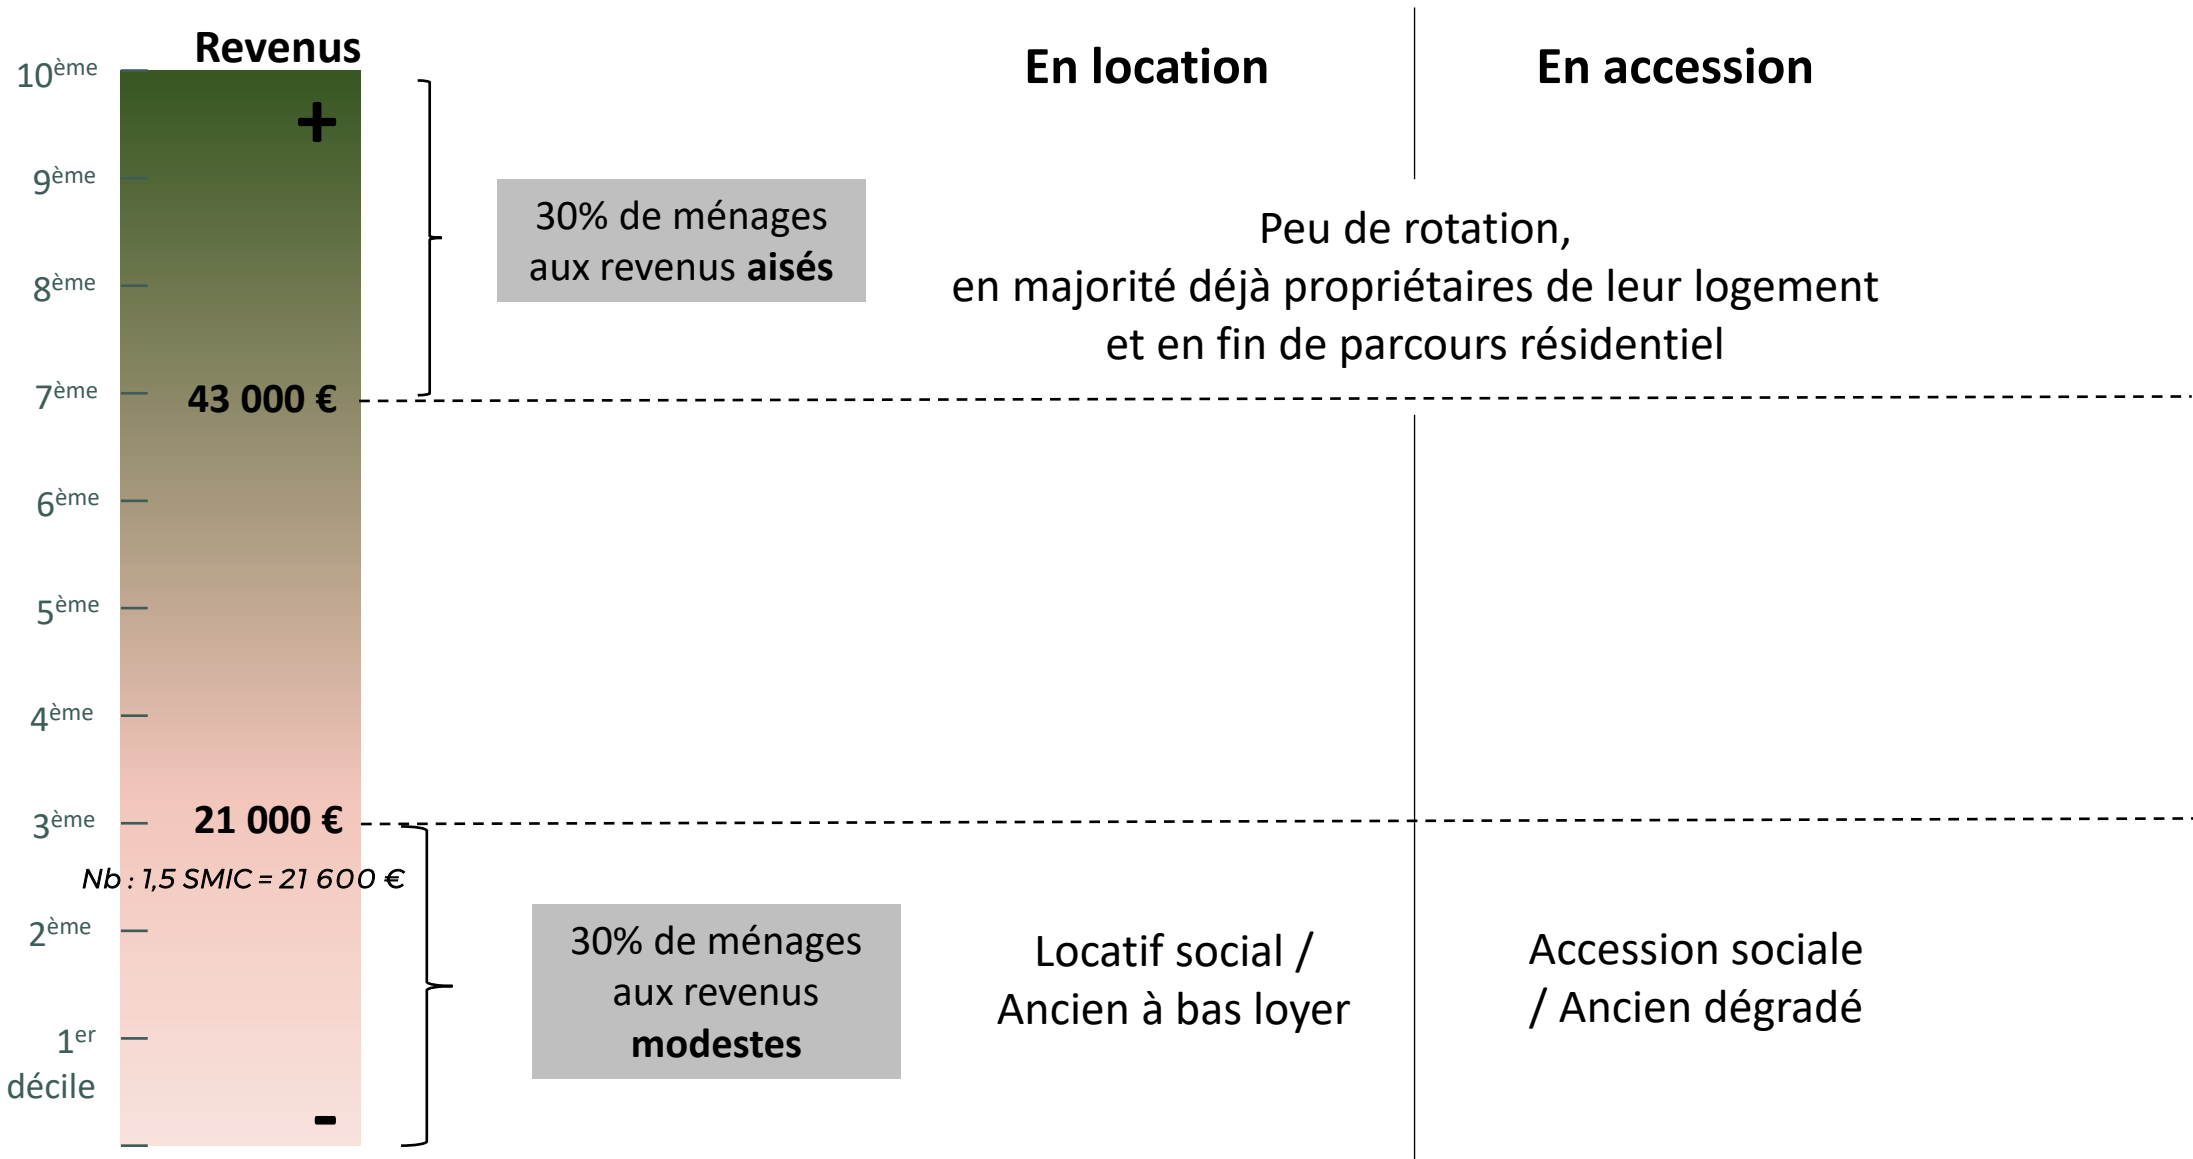 Revenus
En location
En accession
10ème
+
9ème
30% de ménages
aux revenus aisés
Peu de rotation,
en majorité déjà propriétaires de leur logement
et en fin de parcours résidentiel
8ème
7ème
43 000 €
6ème
5ème
4ème
3ème
21 000 €
Nb : 1,5 SMIC = 21 600 €
2ème
30% de ménages
aux revenus
modestes
Locatif social /
Ancien à bas loyer
Accession sociale
/ Ancien dégradé
1er
décile
-